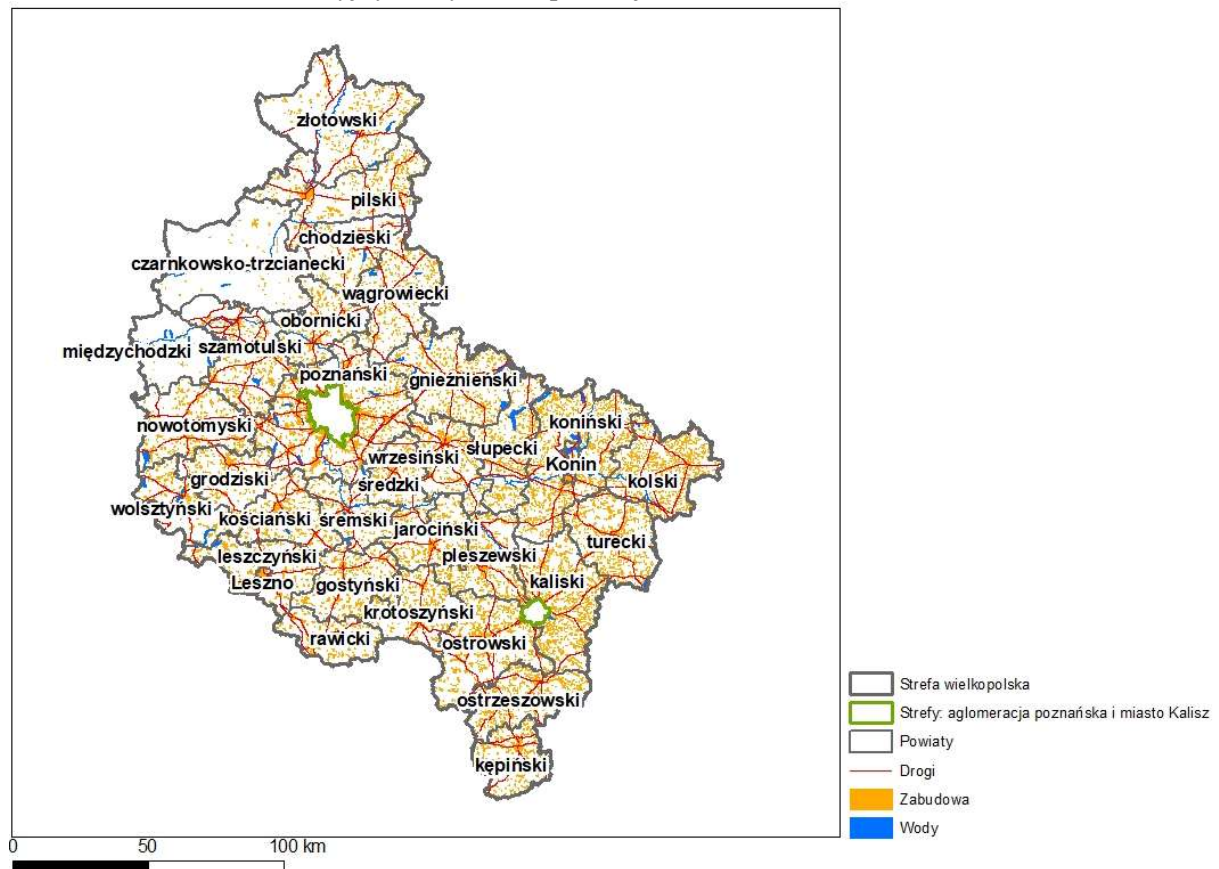 złotowski
pilski
chodzieski
czarnkowsko-trzcianecki
wągrowiecki
obornicki
międzychodzki
szamotulski
poznański
gnieźnieński
nowotomyski
koniński
słupecki
wrzesiński
Konin
kolski
grodziski
średzki
wolsztyński
kościański
śremski
jarociński
turecki
leszczyński
pleszewski
Leszno
gostyński
kaliski
krotoszyński
rawicki
ostrowski
ostrzeszowski
kępiński
Strefa wielkopolska
Strefy: aglomeracja poznańska i miasto Kalisz
Powiaty
Drogi
Zabudowa
Wody
0 50 100 km